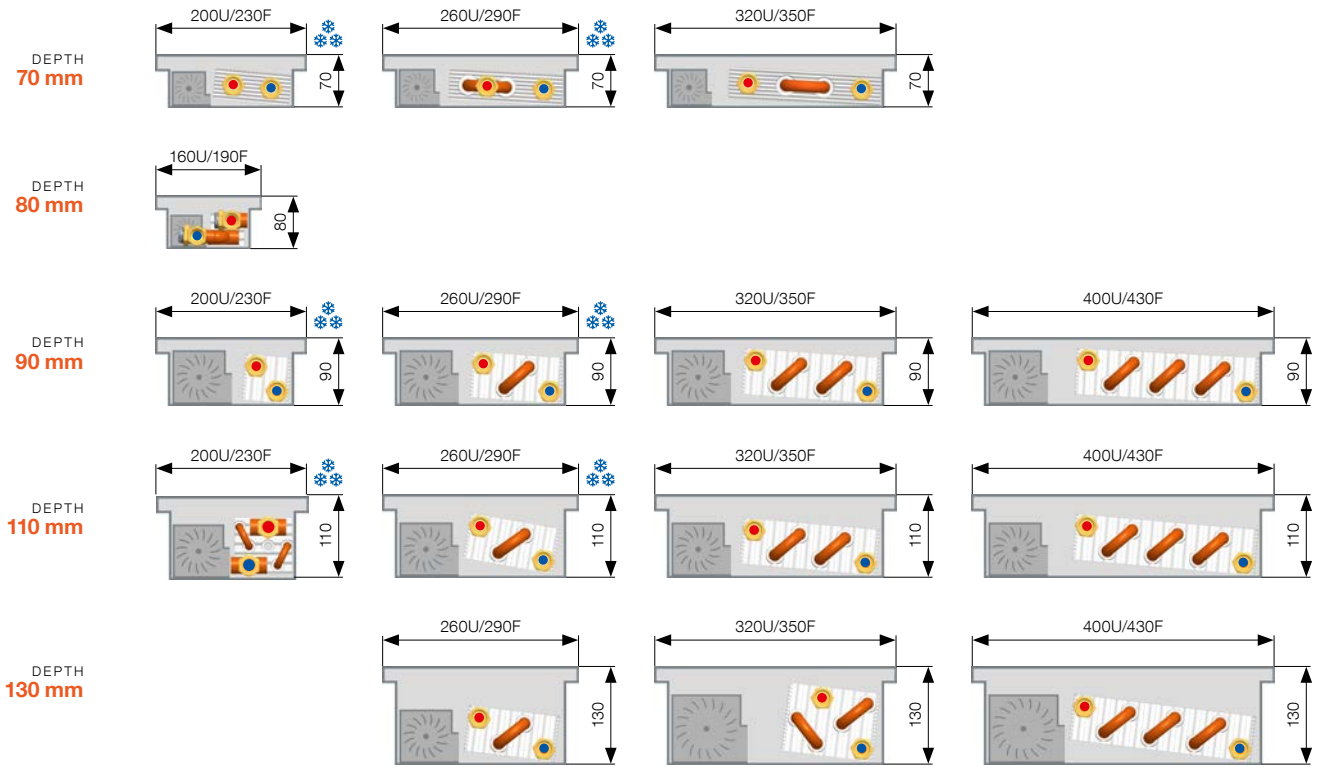 200U/230F
260U/290F
320U/350F
DEPTH
70 mm
70
70
70
160U/190F
DEPTH
80 mm
80
200U/230F
260U/290F
320U/350F
400U/430F
DEPTH
90 mm
90
90
90
90
200U/230F
260U/290F
320U/350F
400U/430F
DEPTH
110 mm
110
110
110
110
260U/290F
320U/350F
400U/430F
DEPTH
130 mm
130
130
130